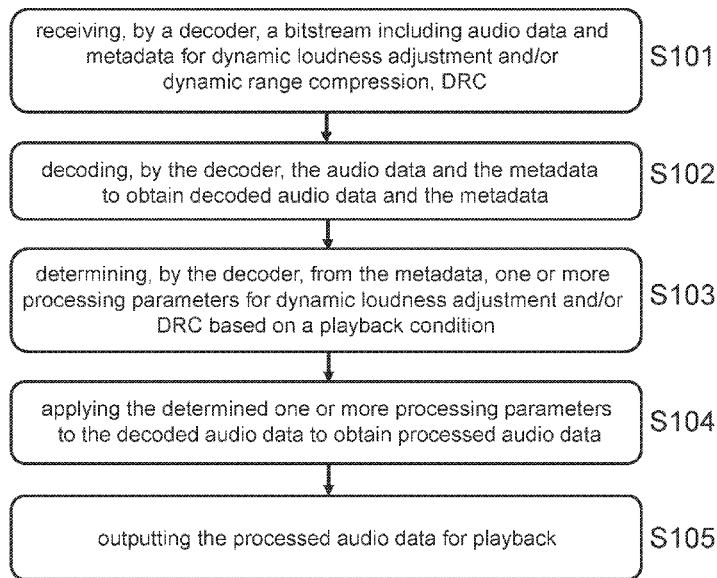 receiving, by a decoder, a bitstream including audio data and
metadata for dynamic loudness adjustment and/or
dynamic range compression, DRC
S101
decoding, by the decoder, the audio data and the metadata
to obtain decoded audio data and the metadata
S102
determining, by the decoder, from the metadata, one or more
processing parameters for dynamic loudness adjustment and/or
DRC based on a playback condition
S103
applying the determined one or more processing parameters
to the decoded audio data to obtain processed audio data
S104
outputting the processed audio data for playback
S105